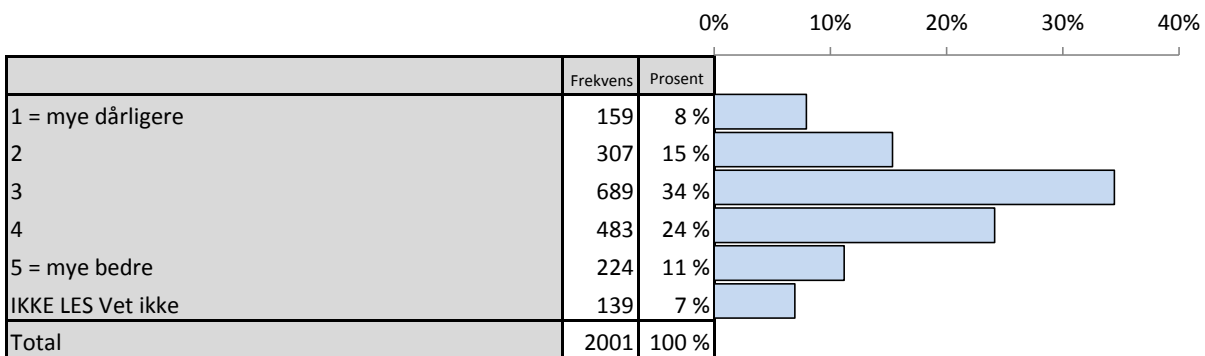 0% 10% 20% 30% 40%
Frekvens Prosent
1 = mye dårligere 159 8 %
2 307 15 %
3 689 34 %
4 483 24 %
5 = mye bedre 224 11 %
IKKE LES Vet ikke 139 7 %
Total 2001 100 %